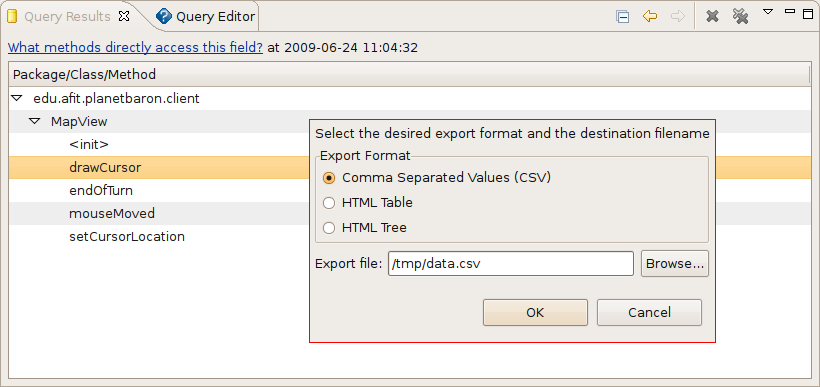 Query Results
Query Editor
What methods directly access this field? at 2009-06-24 11:04:32
Package/Class/Method
edu.afit.planetbaron.client
MapView
<init>
drawCursor
endOfTurn
mouseMoved
setCursorLocation
Select the desired export format and the destination filename
Export Format
Comma Separated Values (CSV)
HTML Table
HTML Tree
Export file: /tmp/data.csv Browse...
OK Cancel